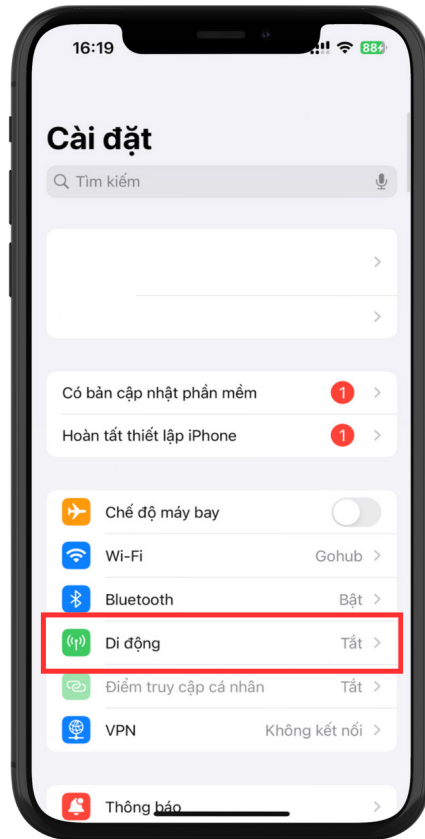 16:19
88
Cài đặt
Tìm kiếm
Có bản cập nhật phần mềm 1
Hoàn tất thiết lập iPhone 1
Chế độ máy bay
Wi-Fi Gohub
Bluetooth Bật
Di động Tắt
Điểm truy cập cá nhân Tắt
VPN Không kết nối
Thông báo